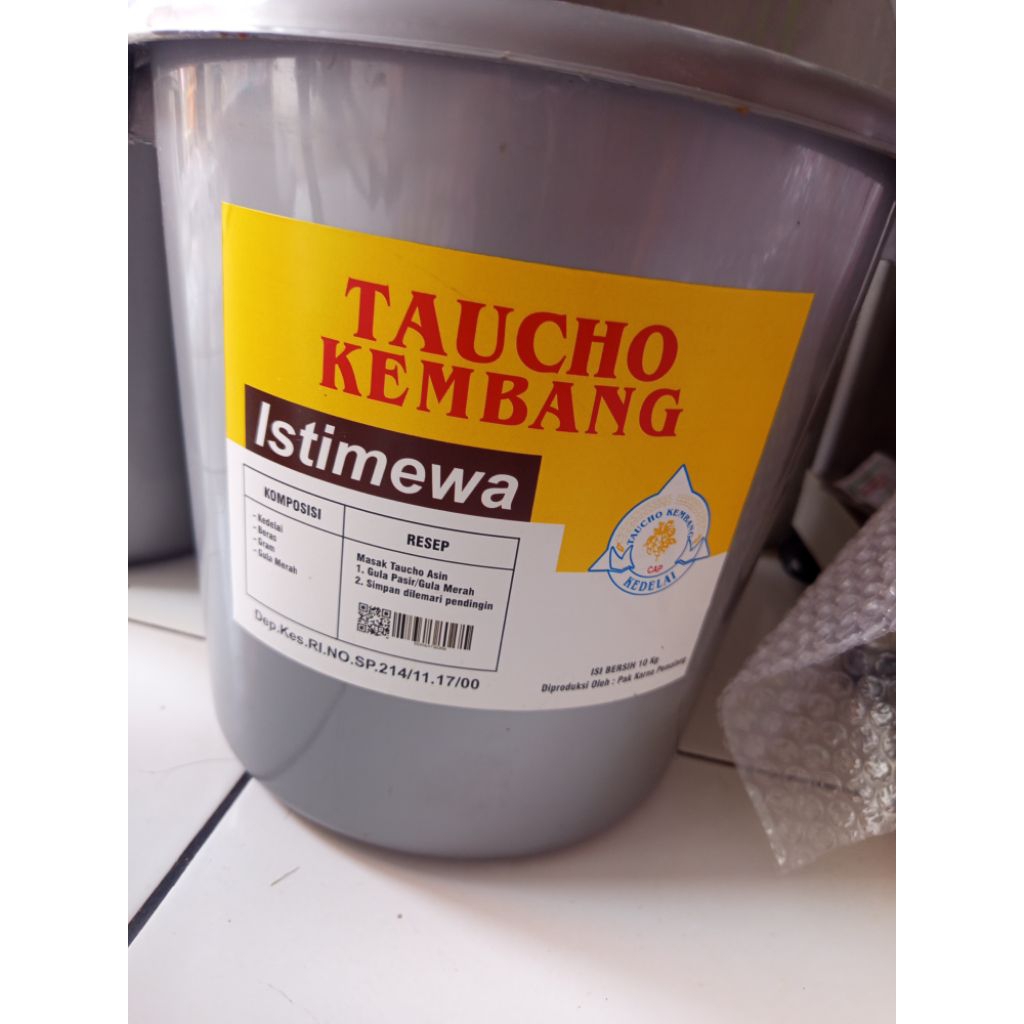 TAUCHO
KEMBANG
Istimewa
KOMPOSISI
- Kedelai
- Beras
- Gram
- Gula Merah
RESEP
Masak Taucho Asin
1. Gula Pasir/Gula Merah
2. Simpan dilemari pendingin
Dep.Kes.RI.NO.SP.214/11.17/00
TAUCHO KEMBANG
CAP
KEDELAI
ISI BERSIH 10 Kg
Diproduksi Oleh : Pak Karno Pemalang